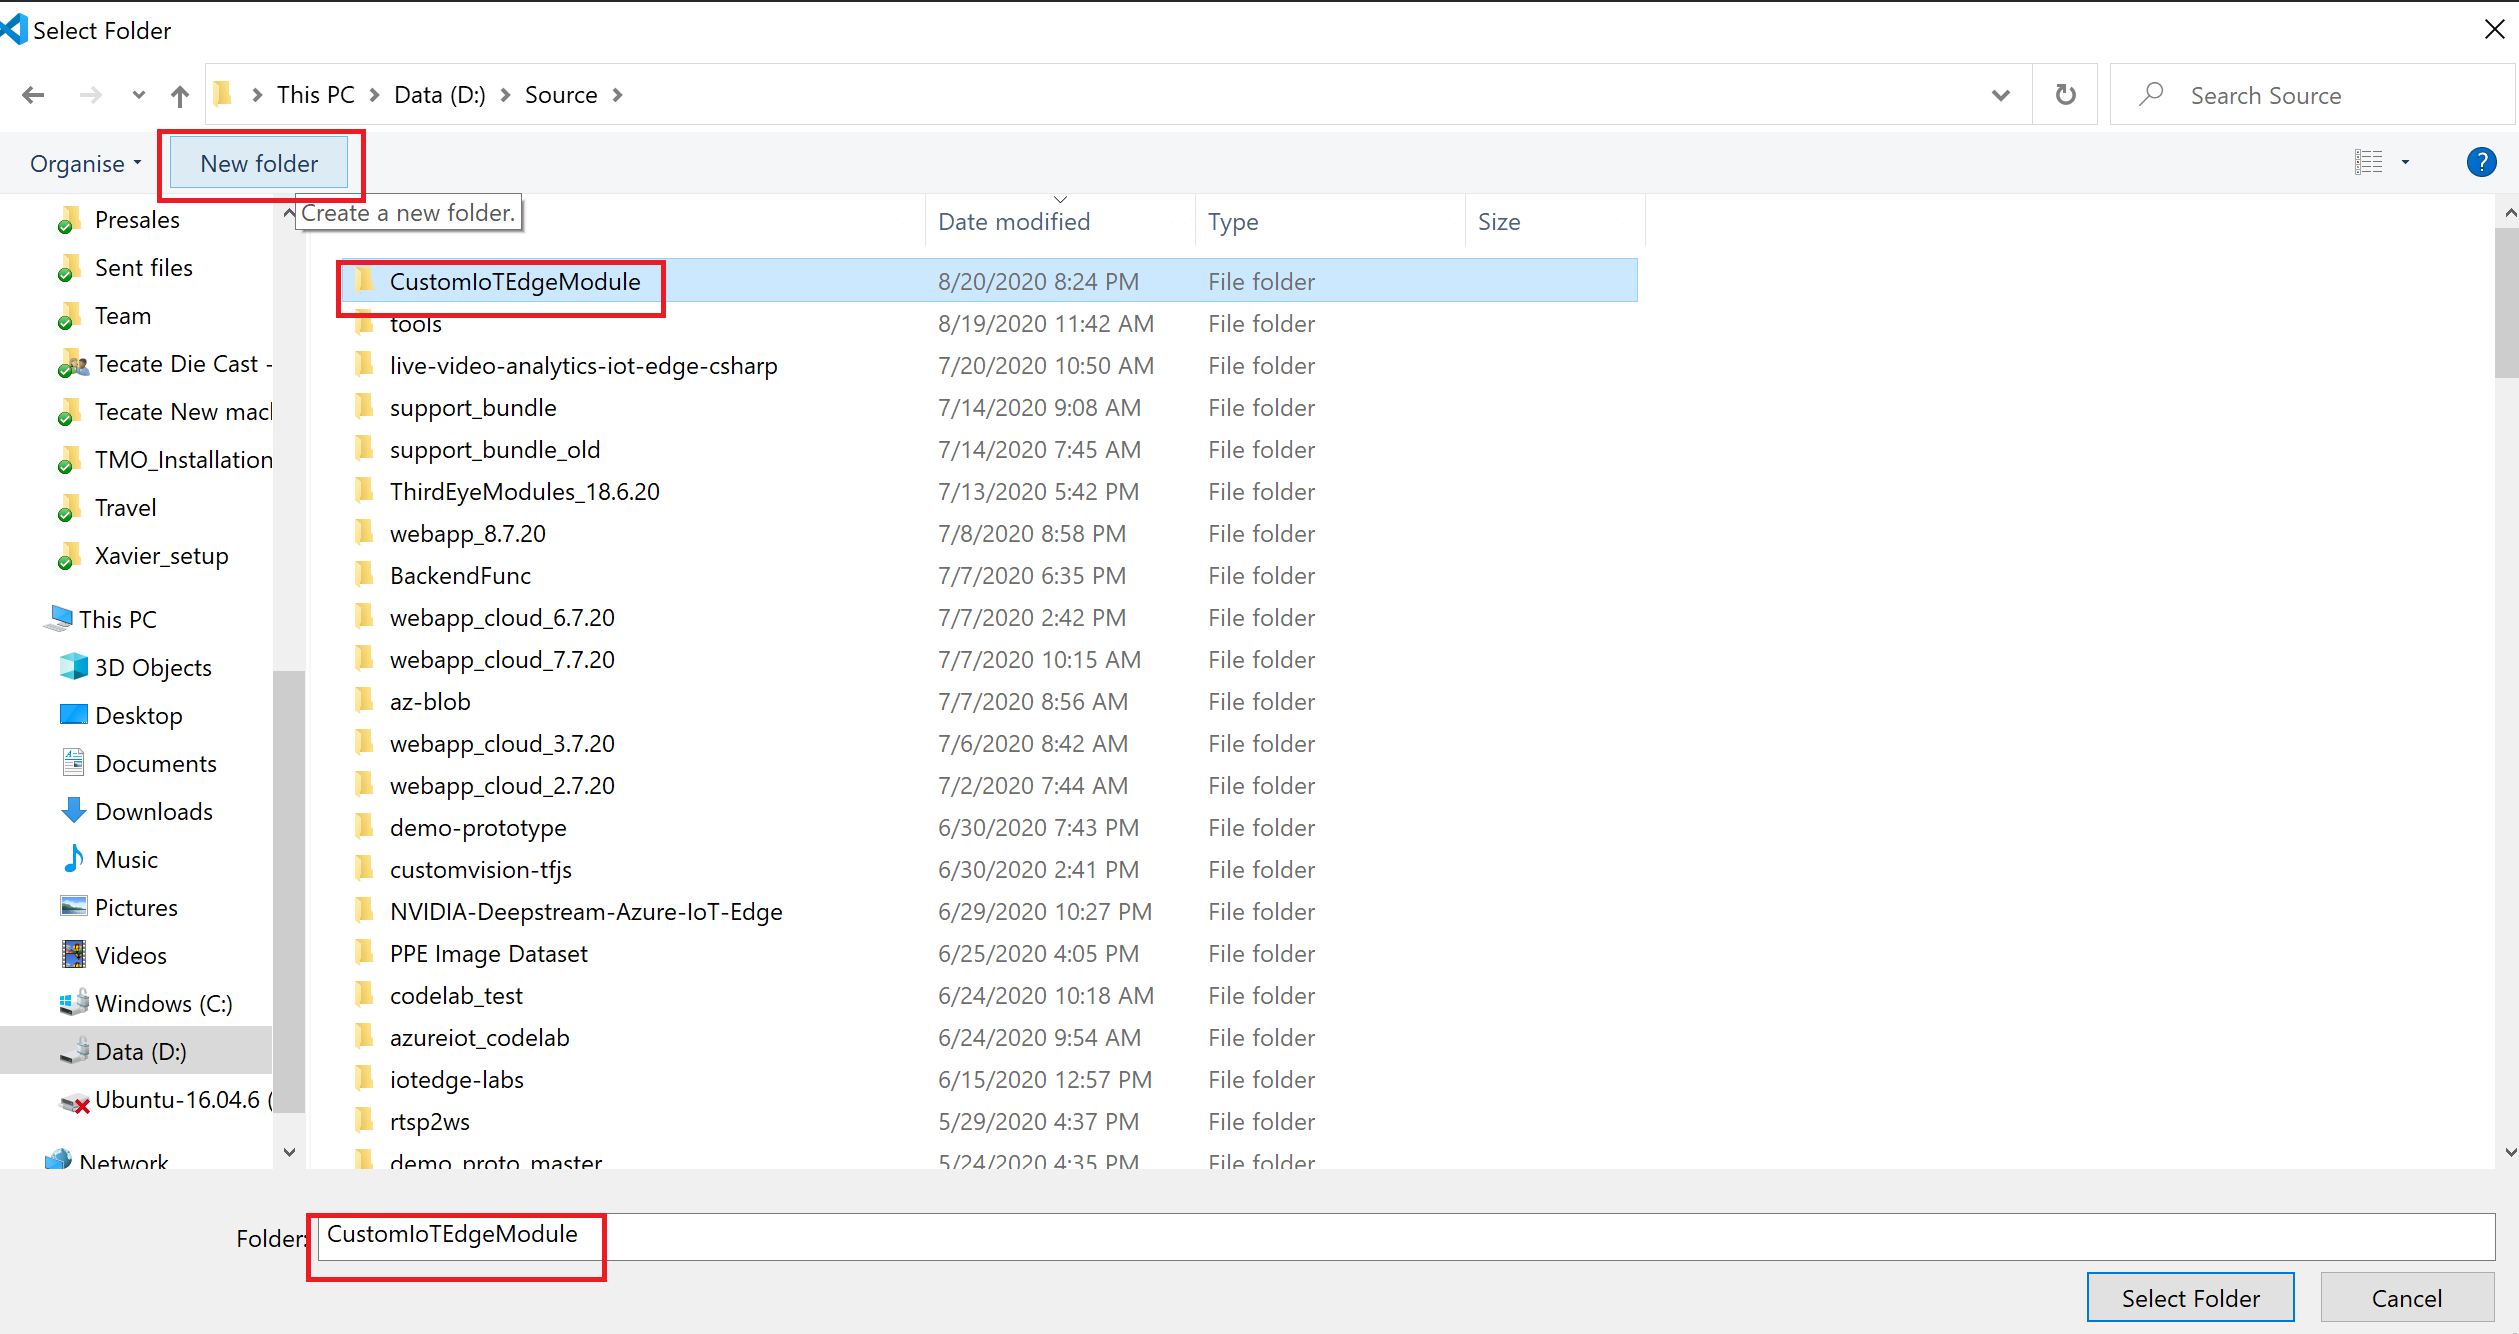 Select Folder
This PC Data (D:) Source
Search Source
Organise New folder
Create a new folder.
Date modified Type Size
Presales
Sent files
Team
Tecate Die Cast -
Tecate New macl
TMO_Installation
Travel
Xavier_setup
This PC
3D Objects
Desktop
Documents
Downloads
Music
Pictures
Videos
Windows (C:)
Data (D:)
Ubuntu-16.04.6 (
Network
CustomIoTEdgeModule 8/20/2020 8:24 PM File folder
tools 8/19/2020 11:42 AM File folder
live-video-analytics-iot-edge-csharp 7/20/2020 10:50 AM File folder
support_bundle 7/14/2020 9:08 AM File folder
support_bundle_old 7/14/2020 7:45 AM File folder
ThirdEyeModules_18.6.20 7/13/2020 5:42 PM File folder
webapp_8.7.20 7/8/2020 8:58 PM File folder
BackendFunc 7/7/2020 6:35 PM File folder
webapp_cloud_6.7.20 7/7/2020 2:42 PM File folder
webapp_cloud_7.7.20 7/7/2020 10:15 AM File folder
az-blob 7/7/2020 8:56 AM File folder
webapp_cloud_3.7.20 7/6/2020 8:42 AM File folder
webapp_cloud_2.7.20 7/2/2020 7:44 AM File folder
demo-prototype 6/30/2020 7:43 PM File folder
customvision-tfjs 6/30/2020 2:41 PM File folder
NVIDIA-Deepstream-Azure-IoT-Edge 6/29/2020 10:27 PM File folder
PPE Image Dataset 6/25/2020 4:05 PM File folder
codelab_test 6/24/2020 10:18 AM File folder
azureiot_codelab 6/24/2020 9:54 AM File folder
iotedge-labs 6/15/2020 12:57 PM File folder
rtsp2ws 5/29/2020 4:37 PM File folder
demo_proto_master 5/24/2020 4:35 PM File folder
Folder: CustomIoTEdgeModule
Select Folder Cancel